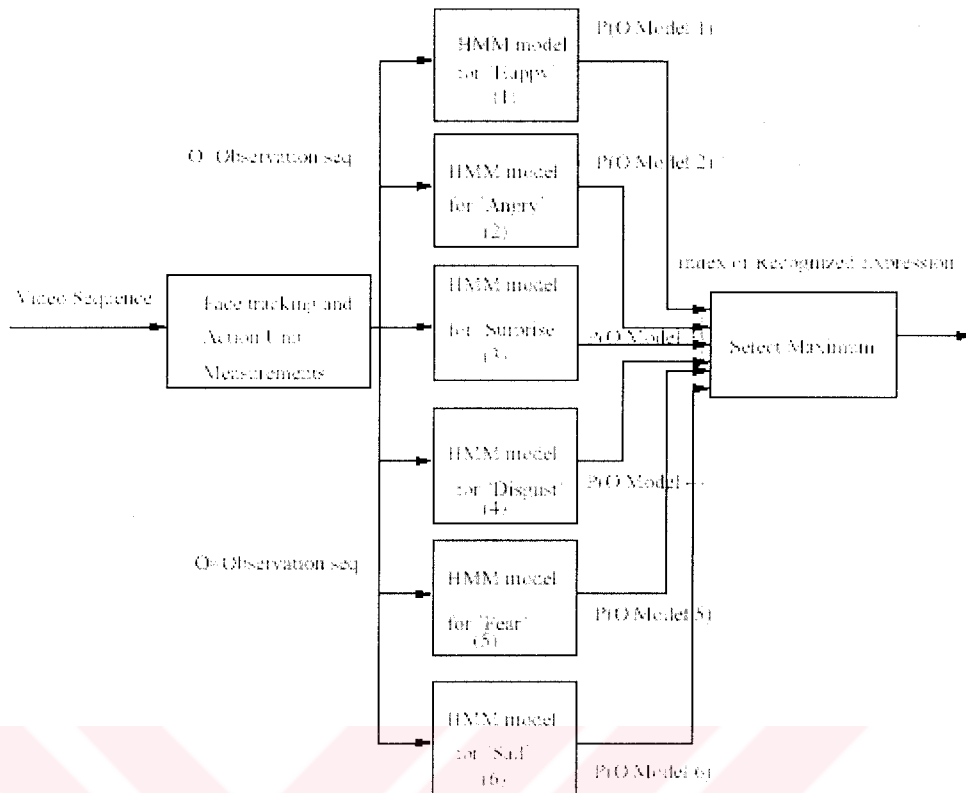 P(O Model 1)
HMM model
for 'Happy'
(1)
O= Observation seq
P(O Model 2)
HMM model
for 'Angry'
(2)
Index of Recognized Expression
Video Sequence
Face tracking and
Action Unit
Measurements
HMM model
for 'Surprise'
(3)
P(O Model
Select Maximum
HMM model
for 'Disgust'
(4)
P(O Model
O= Observation seq
HMM model
for 'Fear'
(5)
P(O Model 5)
HMM model
for 'Sad'
(6)
P(O Model 6)